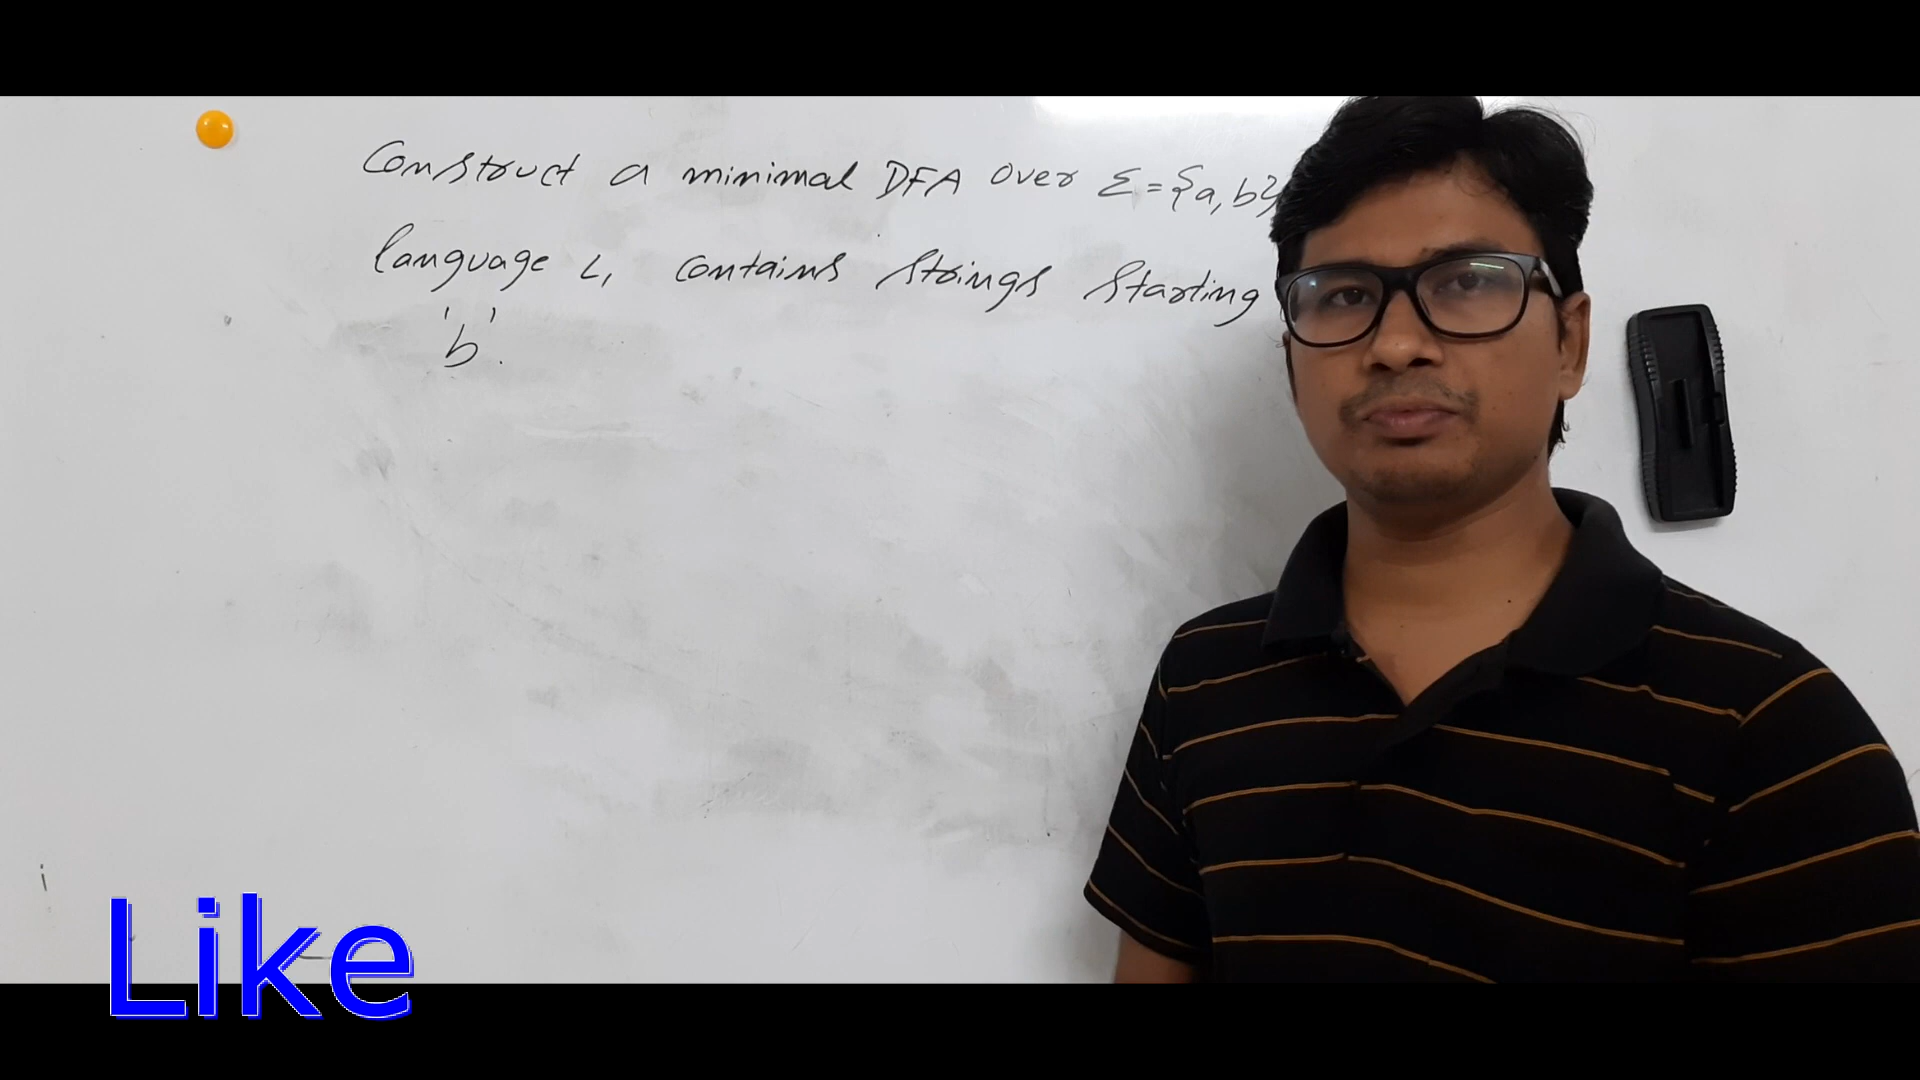 Construct a minimal DFA over Σ={a,b}
language L, contains strings starting
'b'.
Like